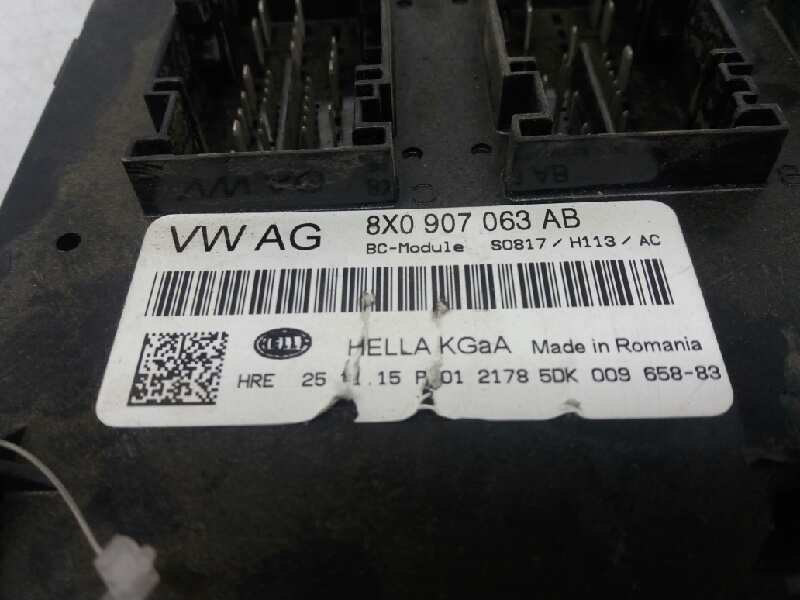 VW AG
8X0 907 063 AB
BC-Module S0817/H113/AC
HELLA KGaA Made in Romania
HRE 25 .15 P 01 2178 5DK 009 658-83